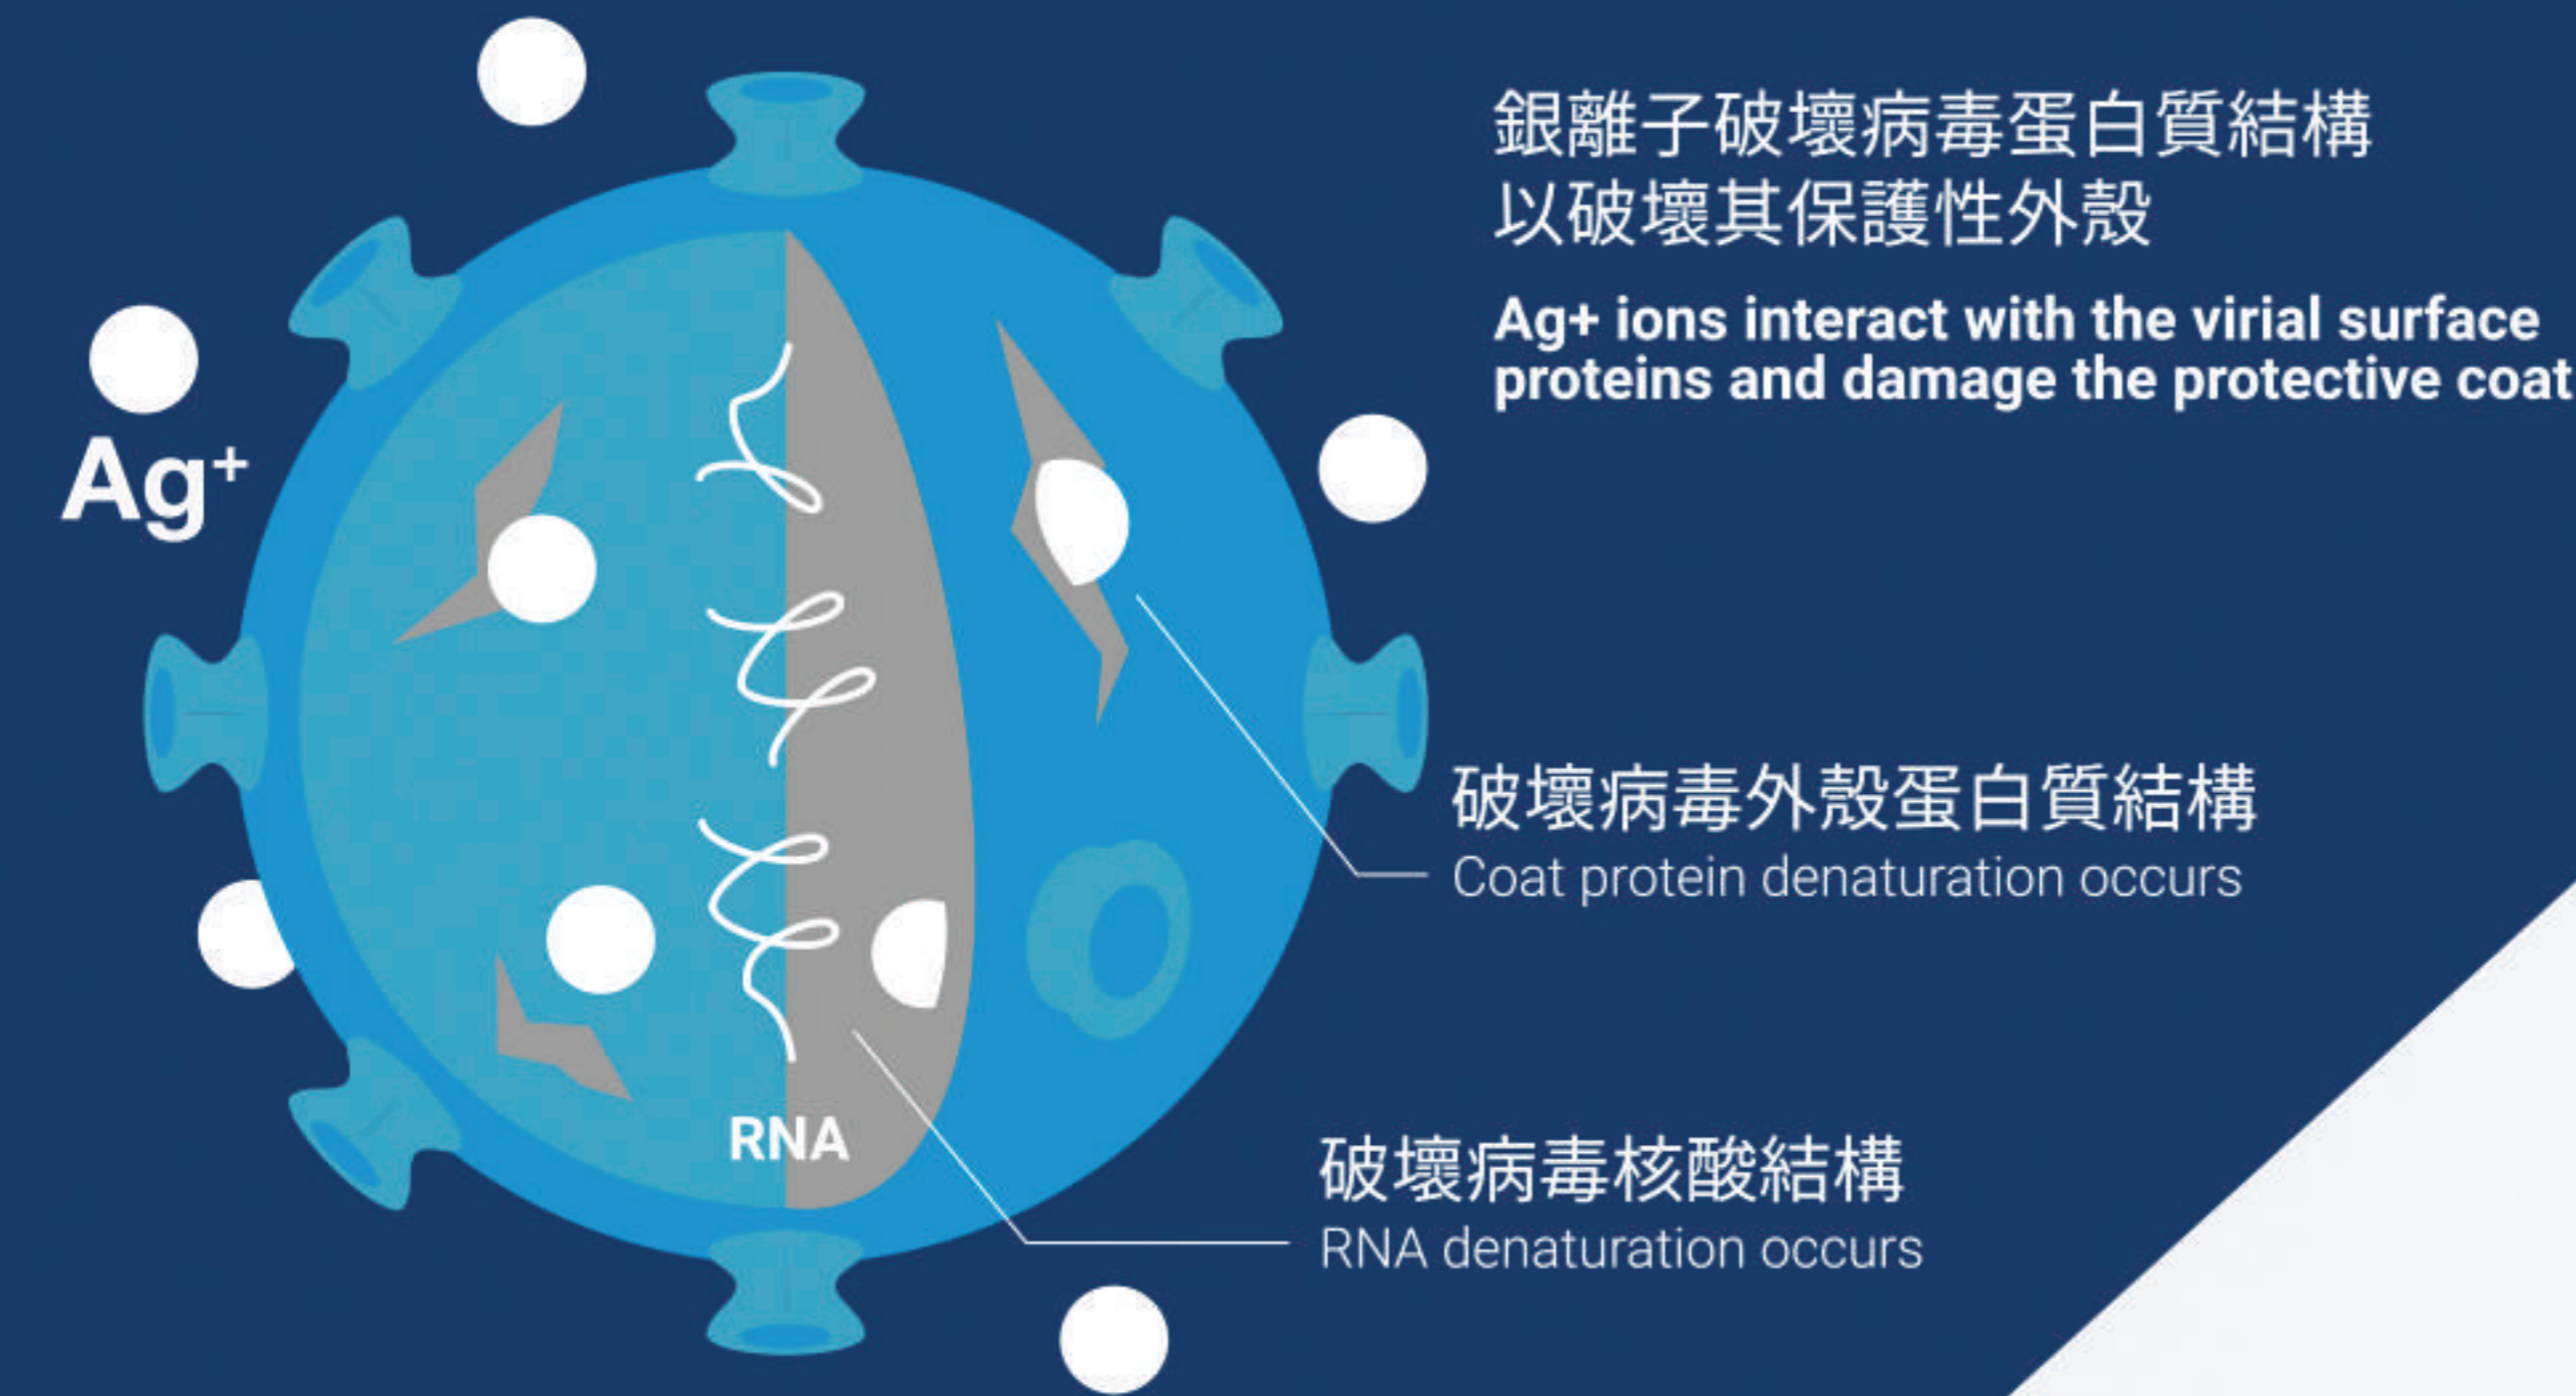 銀離子破壞病毒蛋白質結構
以破壞其保護性外殼
Ag+ ions interact with the virial surface
proteins and damage the protective coat
Ag⁺
破壞病毒外殼蛋白質結構
Coat protein denaturation occurs
RNA
破壞病毒核酸結構
RNA denaturation occurs